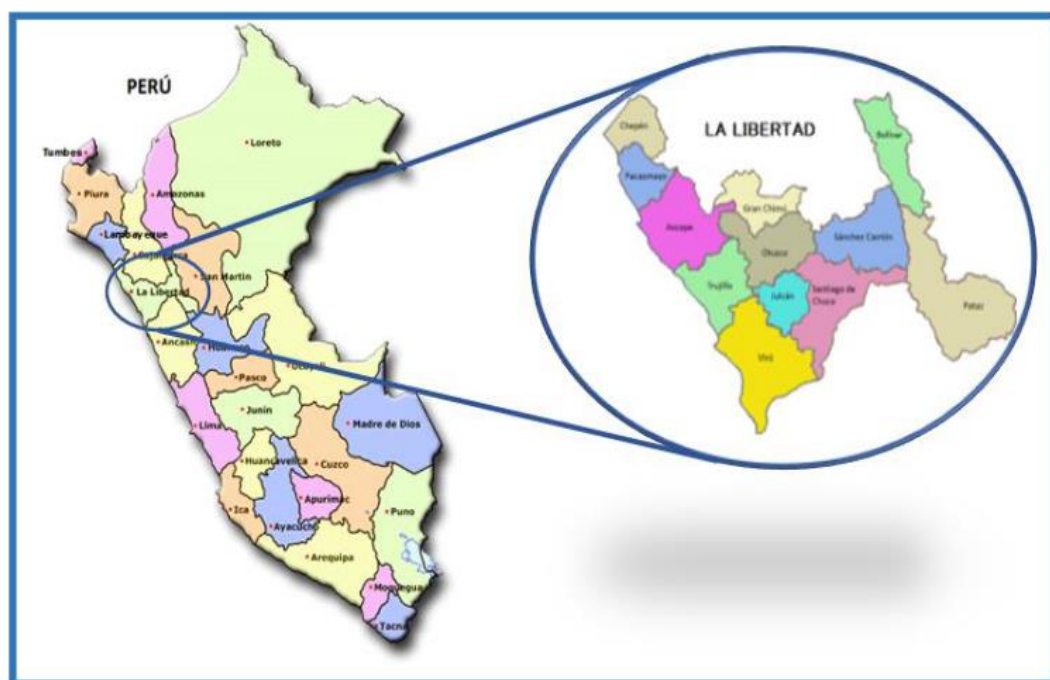 PERÚ
Loreto
Tumbes
Piura
Amazonas
Lambayeque
Cajamarca
San Martin
La Libertad
Ancash
Huanuco
Ucayali
Pasco
Junín
Lima
Madre de Dios
Huancavelica
Cuzco
Ica
Apurímac
Ayacucho
Puno
Arequipa
Moquegua
Tacna
LA LIBERTAD
Chepén
Bolívar
Pacasmayo
Gran Chimú
Ascope
Sánchez Carrión
Otuzco
Trujillo
Julcán
Santiago de
Chuco
Pataz
Virú